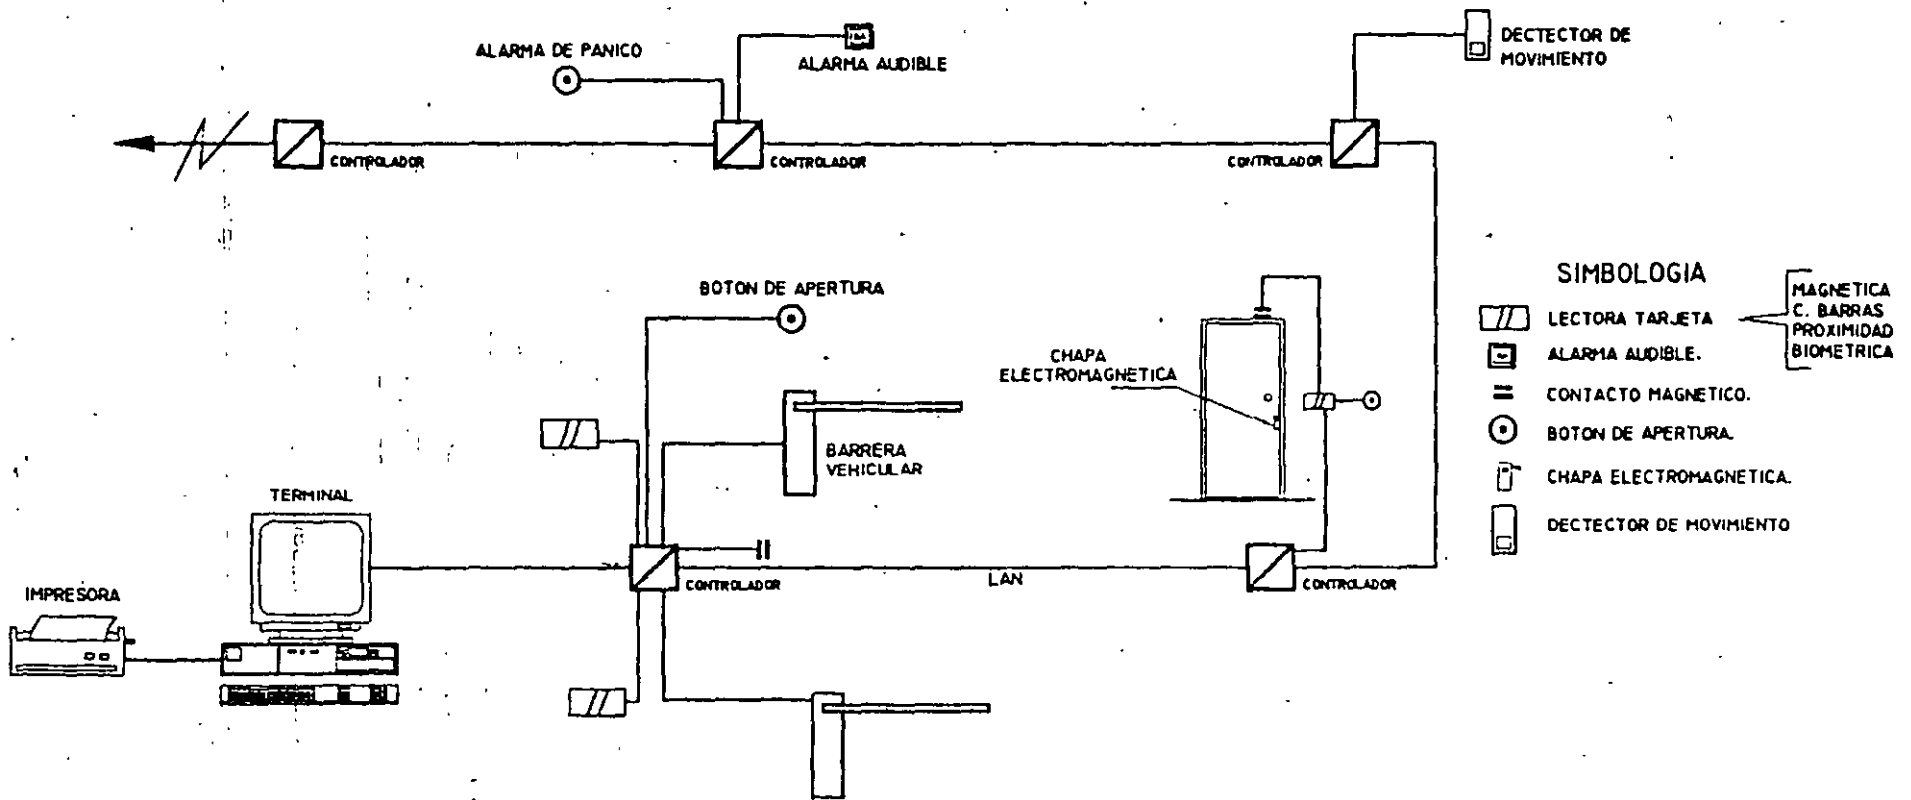 ALARMA DE PANICO
ALARMA AUDIBLE
DECTECTOR DE
MOVIMIENTO
CONTROLADOR
CONTROLADOR
CONTROLADOR
BOTON DE APERTURA
CHAPA
ELECTROMAGNETICA
BARRERA
VEHICULAR
TERMINAL
IMPRESORA
CONTROLADOR
LAN
CONTROLADOR
SIMBOLOGIA
LECTORA TARJETA
MAGNETICA
C. BARRAS
PROXIMIDAD
BIOMETRICA
ALARMA AUDIBLE.
CONTACTO MAGNETICO.
BOTON DE APERTURA.
CHAPA ELECTROMAGNETICA.
DECTECTOR DE MOVIMIENTO